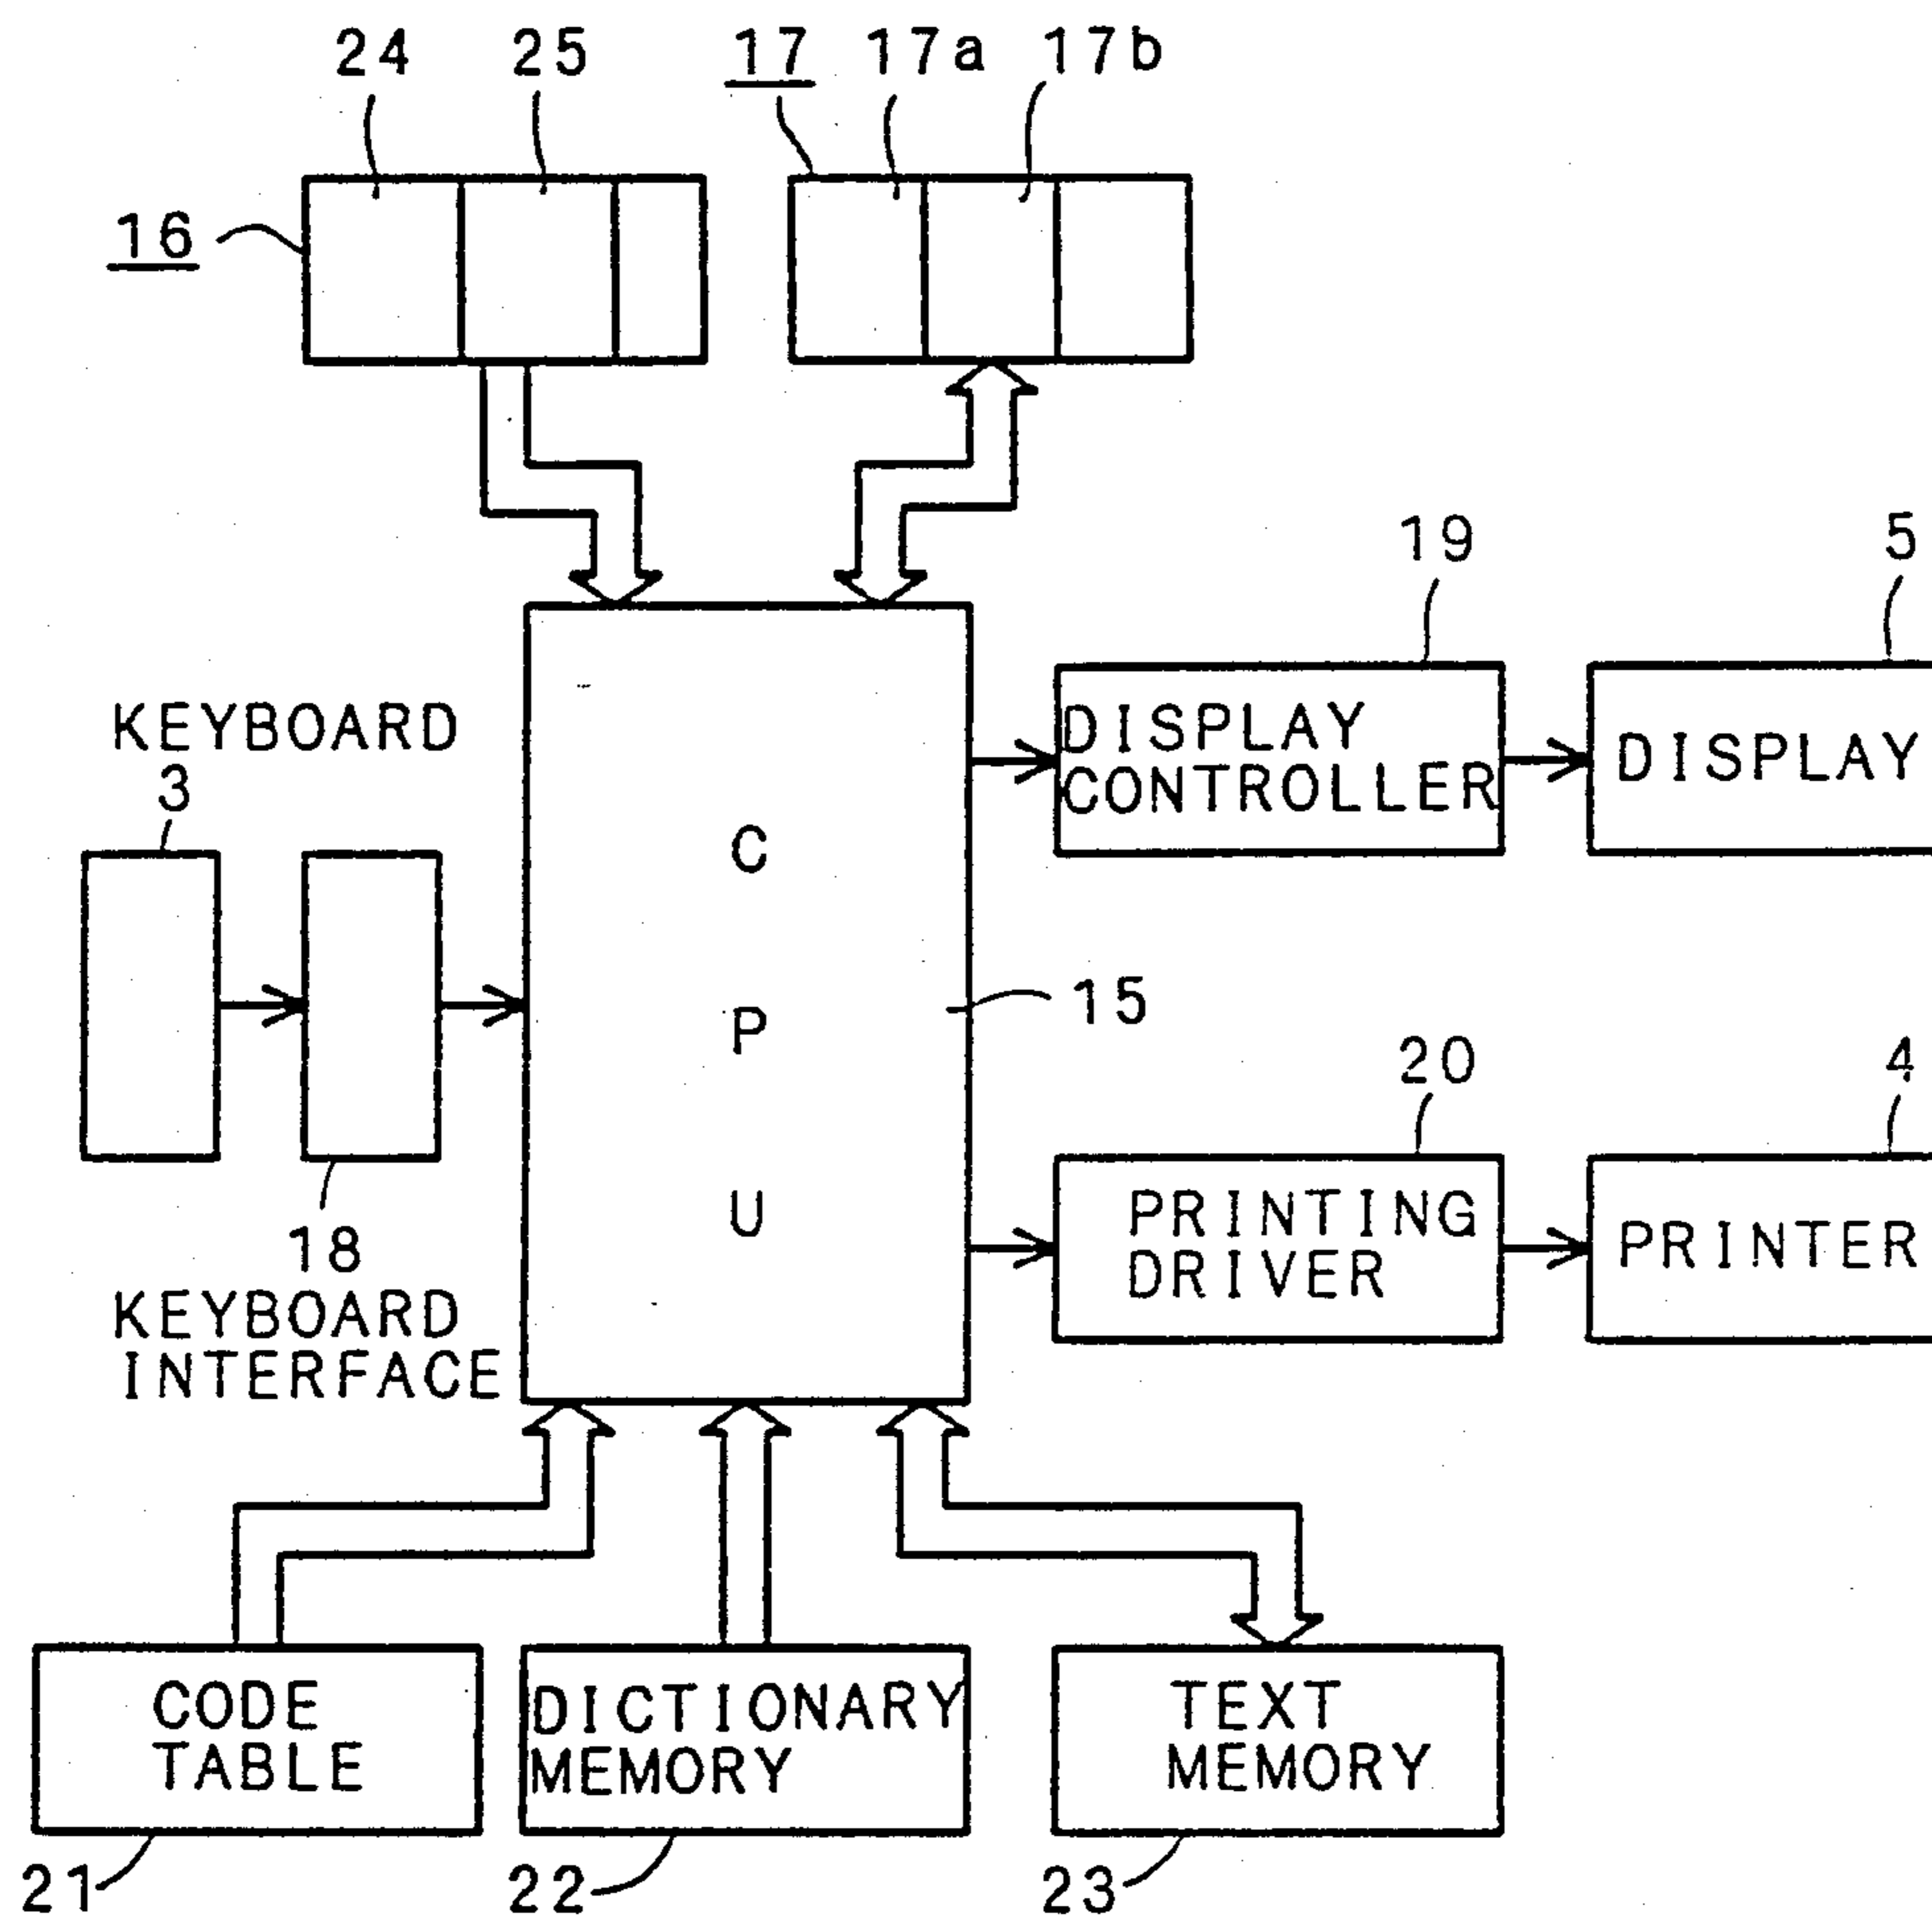 24 25 17 17a 17b
16
19 5
KEYBOARD
3
DISPLAY
CONTROLLER
DISPLAY
C
P
U
15
20 4
18
KEYBOARD
INTERFACE
PRINTING
DRIVER
PRINTER
CODE
TABLE
DICTIONARY
MEMORY
TEXT
MEMORY
21 22 23